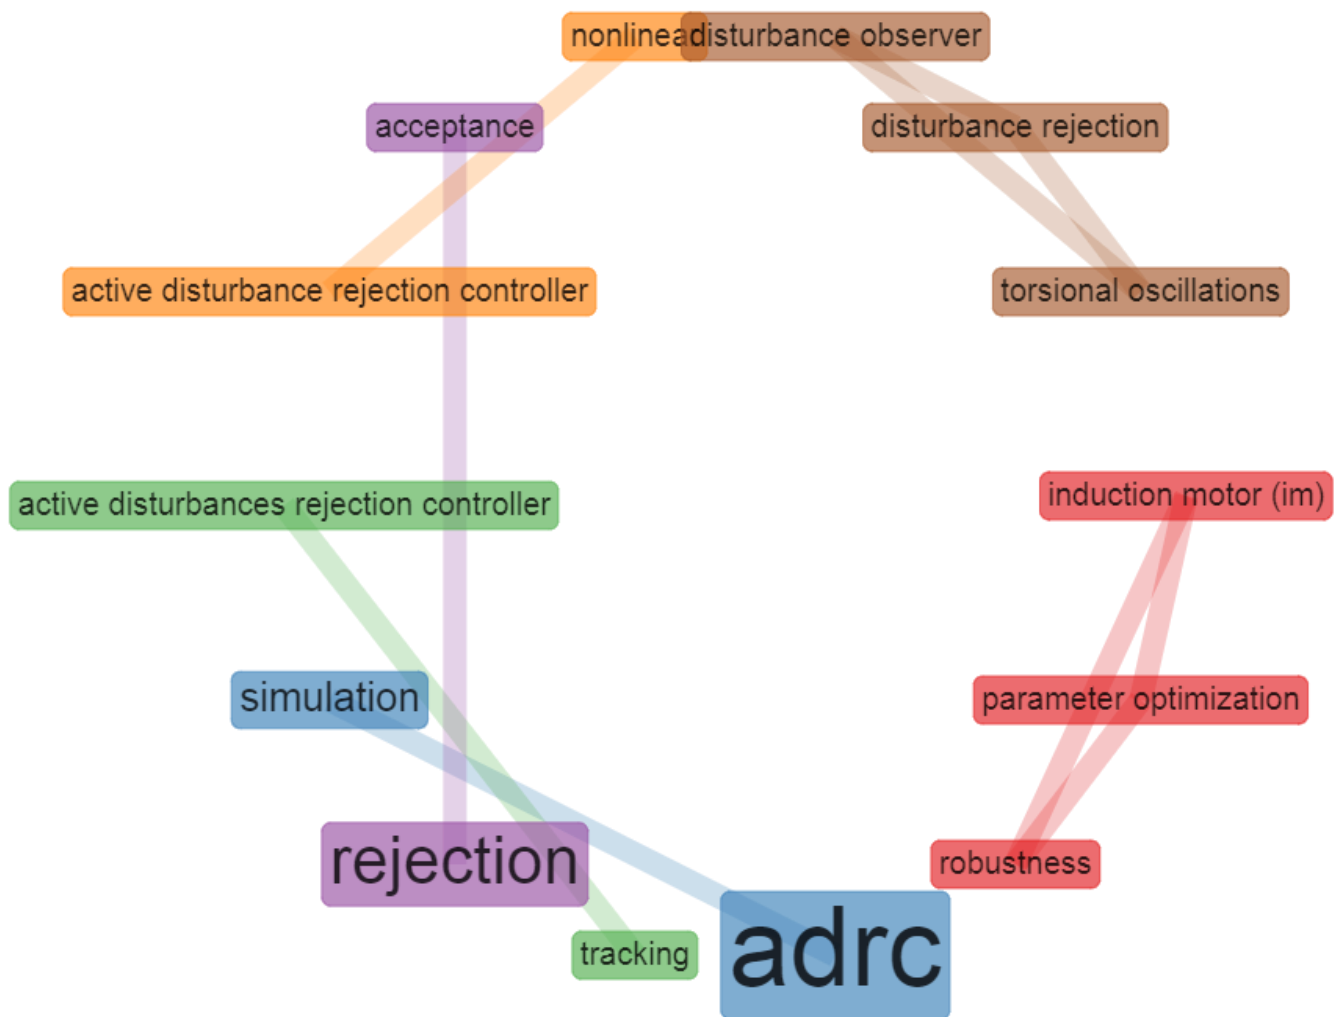 nonlinea
disturbance observer
acceptance
disturbance rejection
active disturbance rejection controller
torsional oscillations
active disturbances rejection controller
induction motor (im)
simulation
parameter optimization
rejection
robustness
tracking
adrc